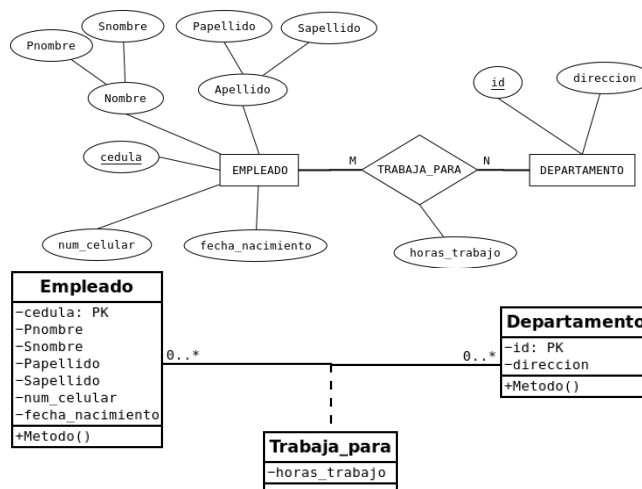 Snombre
Papellido
Sapellido
Pnombre
Nombre
Apellido
id
direccion
cedula
EMPLEADO
M
TRABAJA_PARA
N
DEPARTAMENTO
num_celular
fecha_nacimiento
horas_trabajo
Empleado
-cedula: PK
-Pnombre
-Snombre
-Papellido
-Sapellido
-num_celular
-fecha_nacimiento
+Metodo()
0..*
0..*
Departamento
-id: PK
-direccion
+Metodo()
Trabaja_para
-horas_trabajo